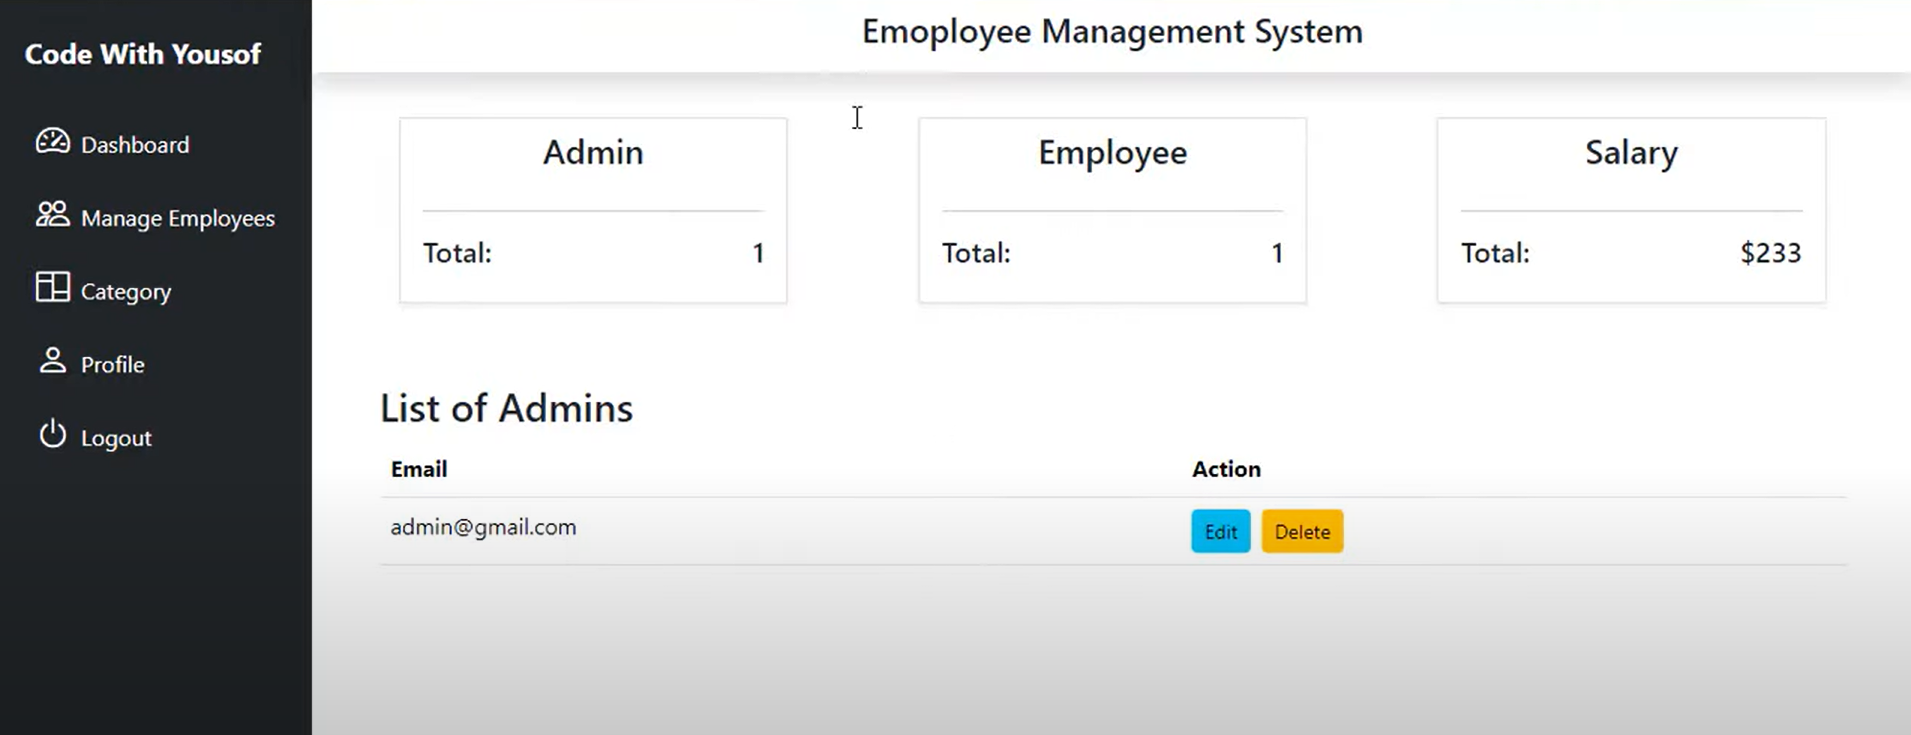 Code With Yousof
Dashboard
Manage Employees
Category
Profile
Logout
Emoployee Management System
Admin
Total: 1
Employee
Total: 1
Salary
Total: $233
List of Admins
Email Action
admin@gmail.com Edit Delete